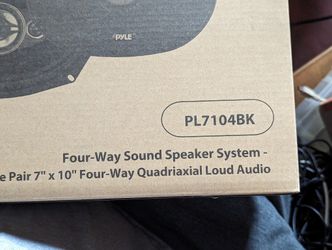 PYLE
PL7104BK
Four-Way Sound Speaker System -
e Pair 7" x 10" Four-Way Quadriaxial Loud Audio